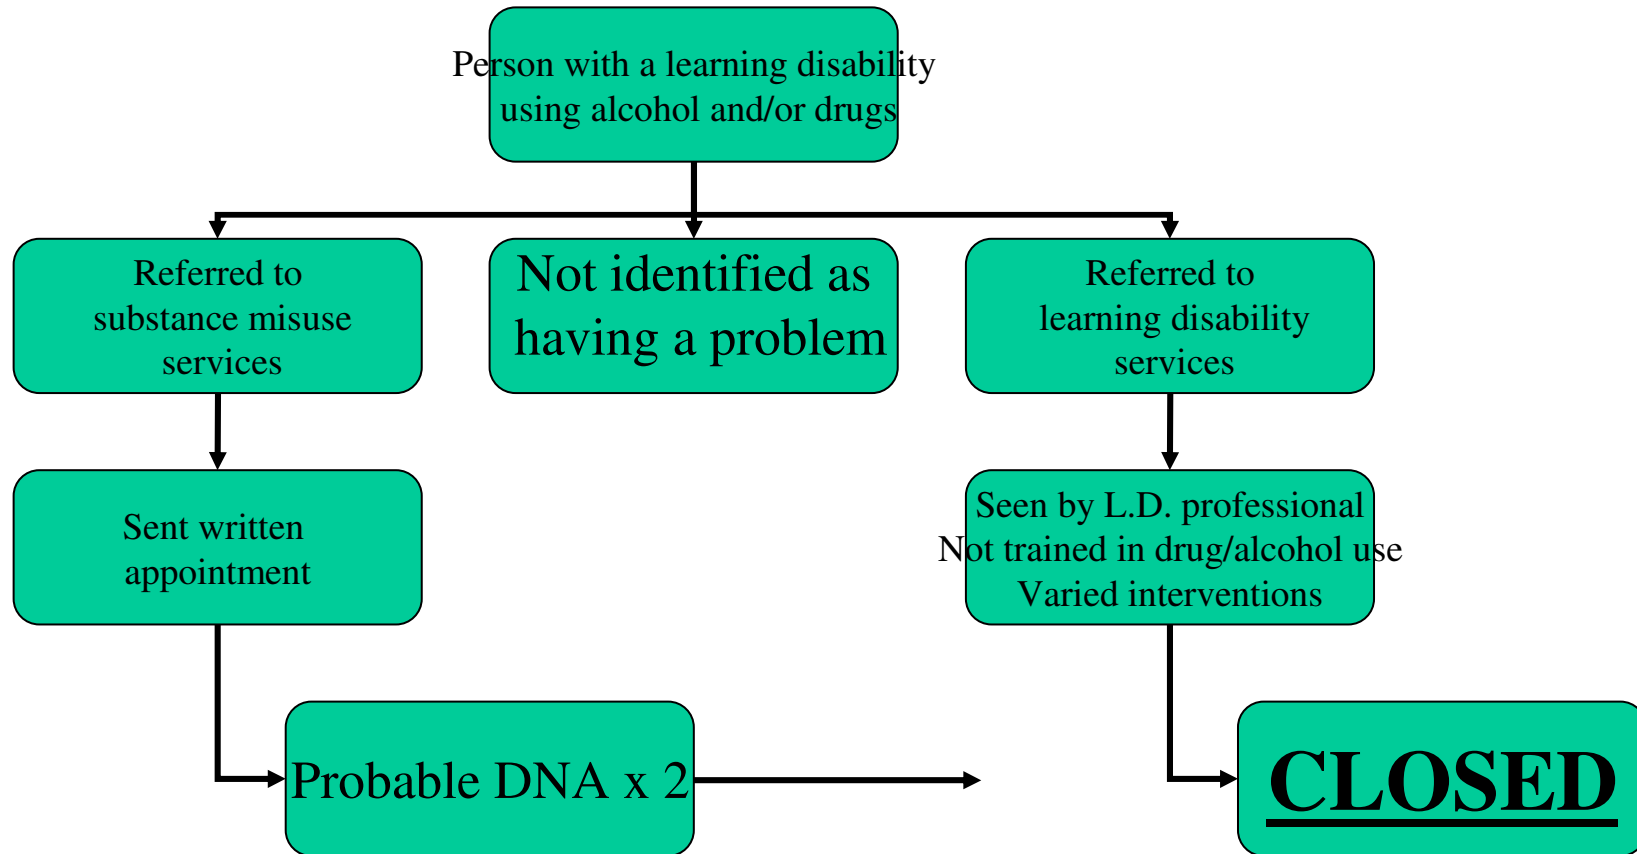 Person with a learning disability
using alcohol and/or drugs
Referred to
substance misuse
services
Not identified as
having a problem
Referred to
learning disability
services
Sent written
appointment
Seen by L.D. professional
Not trained in drug/alcohol use
Varied interventions
Probable DNA x 2
CLOSED